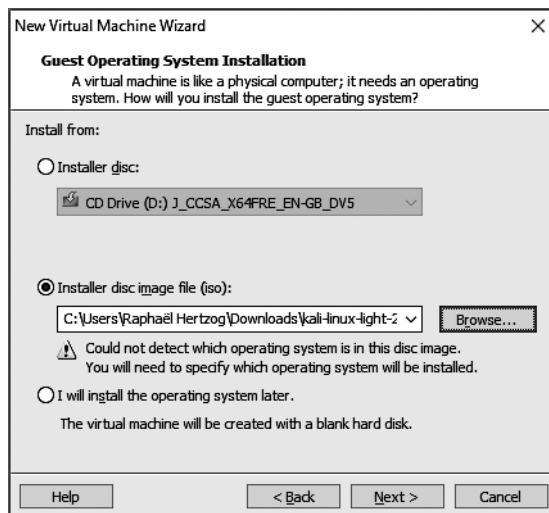 New Virtual Machine Wizard
Guest Operating System Installation
A virtual machine is like a physical computer; it needs an operating
system. How will you install the guest operating system?
Install from:
Installer disc:
CD Drive (D:) J_CCSA_X64FRE_EN-GB_DV5
Installer disc image file (iso):
C:\Users\Raphaël Hertzog\Downloads\kali-linux-light-2
Browse...
Could not detect which operating system is in this disc image.
You will need to specify which operating system will be installed.
I will install the operating system later.
The virtual machine will be created with a blank hard disk.
Help < Back Next > Cancel